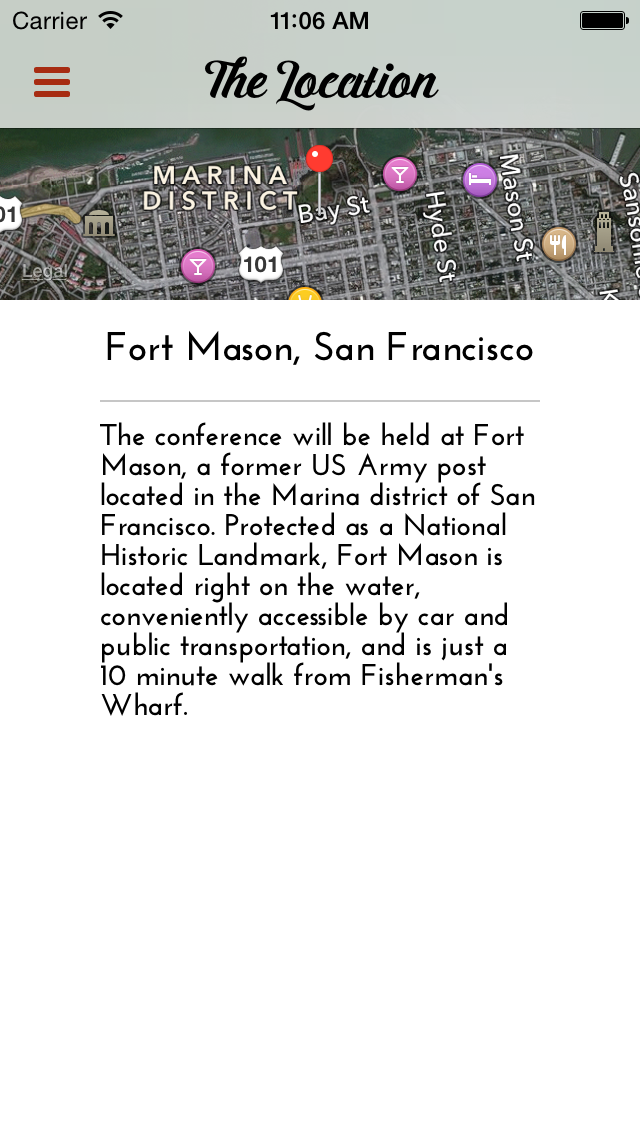 Carrier 11:06 AM
The Location
MARINA
DISTRICT
Bay St
Hyde St
Mason St
101
101
Legal
Fort Mason, San Francisco
The conference will be held at Fort
Mason, a former US Army post
located in the Marina district of San
Francisco. Protected as a National
Historic Landmark, Fort Mason is
located right on the water,
conveniently accessible by car and
public transportation, and is just a
10 minute walk from Fisherman's
Wharf.